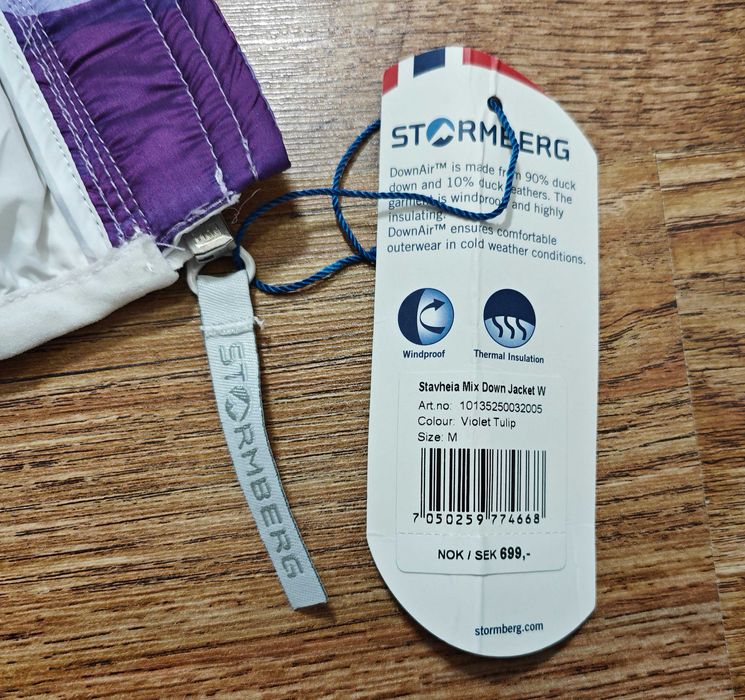 STORMBERG
DownAir™ is made from 90% duck
down and 10% duck feathers. The
garment is windproof and highly
insulating.
DownAir™ ensures comfortable
outerwear in cold weather conditions.
Windproof
Thermal Insulation
Stavheia Mix Down Jacket W
Art.no: 10135250032005
Colour: Violet Tulip
Size: M
7 050259 774668
NOK / SEK 699,-
stormberg.com
STORMBERG